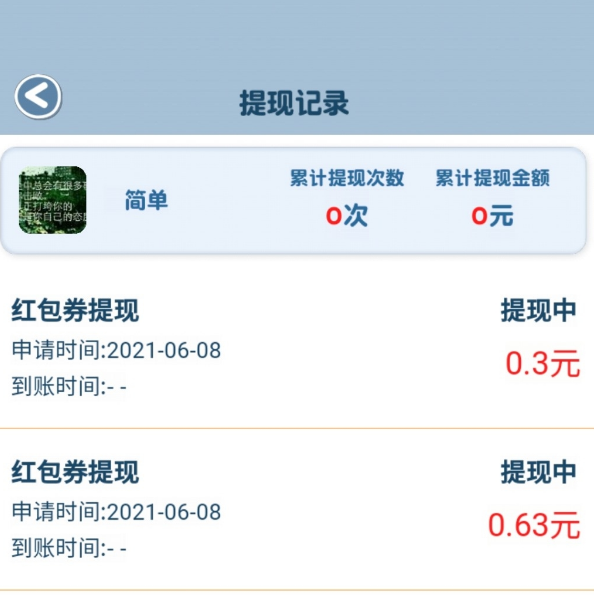 提现记录
简单
累计提现次数
0次
累计提现金额
0元
红包券提现
提现中
申请时间:2021-06-08
0.3元
到账时间:- -
红包券提现
提现中
申请时间:2021-06-08
0.63元
到账时间:- -